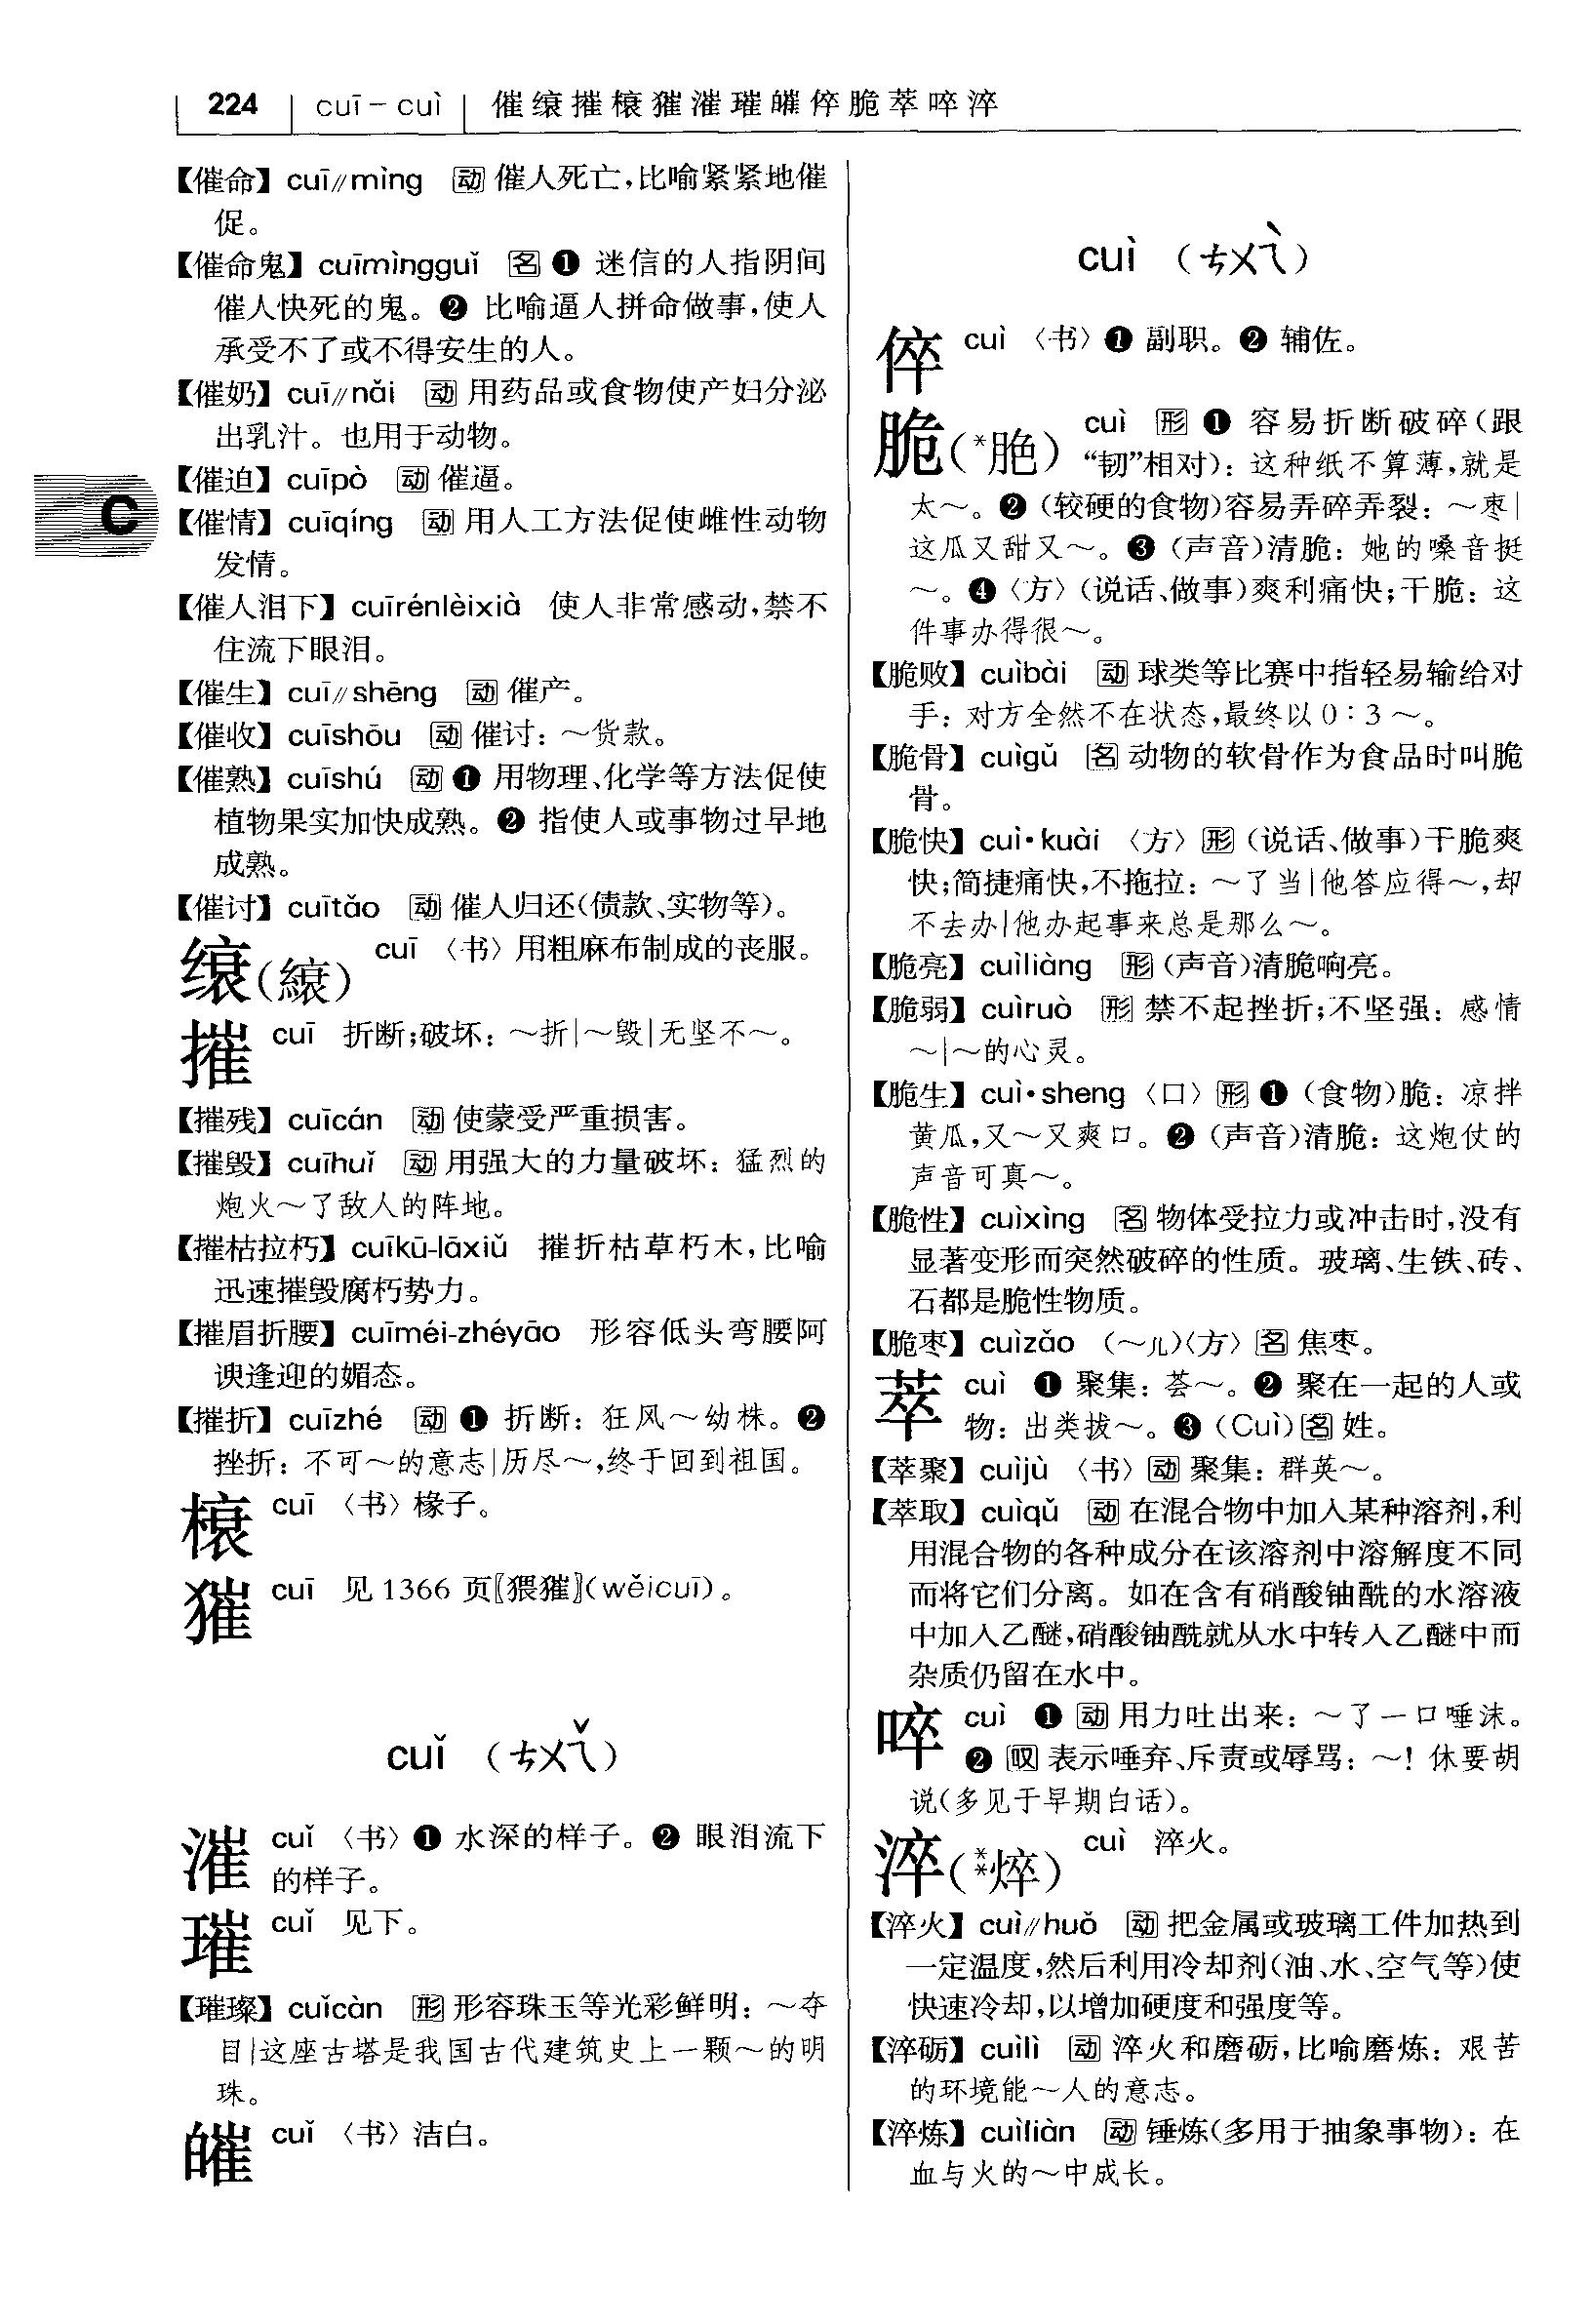 224 cuī－cuì 催缞摧榱㩁漼璀皠倅脆萃啐淬
【催命】cuī∥mìng 动 催人死亡，比喻紧紧地催
促。
【催命鬼】cuīmìngguǐ 名 ❶ 迷信的人指阴间
催人快死的鬼。❷ 比喻逼人拼命做事，使人
承受不了或不得安生的人。
【催奶】cuī∥nǎi 动 用药品或食物使产妇分泌
出乳汁。也用于动物。
C
【催迫】cuīpò 动 催逼。
【催情】cuīqíng 动 用人工方法促使雌性动物
发情。
【催人泪下】cuīrénlèixià 使人非常感动，禁不
住流下眼泪。
【催生】cuī∥shēng 动 催产。
【催收】cuīshōu 动 催讨：～货款。
【催熟】cuīshú 动 ❶ 用物理、化学等方法促使
植物果实加快成熟。❷ 指使人或事物过早地
成熟。
【催讨】cuītǎo 动 催人归还（债款、实物等）。
缞（縗） cuī 〈书〉用粗麻布制成的丧服。
摧 cuī 折断；破坏：～折|～毁|无坚不～。
【摧残】cuīcán 动 使蒙受严重损害。
【摧毁】cuīhuǐ 动 用强大的力量破坏：猛烈的
炮火～了敌人的阵地。
【摧枯拉朽】cuīkū-lāxiǔ 摧折枯草朽木，比喻
迅速摧毁腐朽势力。
【摧眉折腰】cuīméi-zhéyāo 形容低头弯腰阿
谀逢迎的媚态。
【摧折】cuīzhé 动 ❶ 折断：狂风～幼株。❷
挫折：不可～的意志|历尽～，终于回到祖国。
榱 cuī 〈书〉椽子。
cuī 见 1366 页〖猥〗（wěicuī）。
cuǐ （ㄘㄨㄟˇ）
漼 cuǐ 〈书〉❶ 水深的样子。❷ 眼泪流下
的样子。
璀 cuǐ 见下。
【璀璨】cuǐcàn 形 形容珠玉等光彩鲜明：～夺
目|这座古塔是我国古代建筑史上一颗～的明
珠。
皠 cuǐ 〈书〉洁白。
cuì （ㄘㄨㄟˋ）
倅 cuì 〈书〉❶ 副职。❷ 辅佐。
脆（*脃） cuì 形 ❶ 容易折断破碎（跟
“韧”相对）：这种纸不算薄，就是
太～。❷（较硬的食物）容易弄碎弄裂：～枣|
这瓜又甜又～。❸（声音）清脆：她的嗓音挺
～。❹〈方〉（说话、做事）爽利痛快；干脆：这
件事办得很～。
【脆败】cuìbài 动 球类等比赛中指轻易输给对
手：对方全然不在状态，最终以 0∶3 ～。
【脆骨】cuìgǔ 名 动物的软骨作为食品时叫脆
骨。
【脆快】cuì·kuài 〈方〉形（说话、做事）干脆爽
快；简捷痛快，不拖拉：～了当|他答应得～，却
不去办|他办起事来总是那么～。
【脆亮】cuìliàng 形（声音）清脆响亮。
【脆弱】cuìruò 形 禁不起挫折；不坚强：感情
～|～的心灵。
【脆生】cuì·sheng〈口〉形 ❶（食物）脆：凉拌
黄瓜，又～又爽口。❷（声音）清脆：这炮仗的
声音可真～。
【脆性】cuìxìng 名 物体受拉力或冲击时，没有
显著变形而突然破碎的性质。玻璃、生铁、砖、
石都是脆性物质。
【脆枣】cuìzǎo （～儿）〈方〉名 焦枣。
萃 cuì ❶ 聚集：荟～。❷ 聚在一起的人或
物：出类拔～。❸（Cuì）名 姓。
【萃聚】cuìjù 〈书〉动 聚集：群英～。
【萃取】cuìqǔ 动 在混合物中加入某种溶剂，利
用混合物的各种成分在该溶剂中溶解度不同
而将它们分离。如在含有硝酸铀酰的水溶液
中加入乙醚，硝酸铀酰就从水中转入乙醚中而
杂质仍留在水中。
啐 cuì ❶ 动 用力吐出来：～了一口唾沫。
❷ 叹 表示唾弃、斥责或辱骂：～！休要胡
说（多见于早期白话）。
淬（**焠） cuì 淬火。
【淬火】cuì∥huǒ 动 把金属或玻璃工件加热到
一定温度，然后利用冷却剂（油、水、空气等）使
快速冷却，以增加硬度和强度等。
【淬砺】cuìlì 动 淬火和磨砺，比喻磨炼：艰苦
的环境能～人的意志。
【淬炼】cuìliàn 动 锤炼（多用于抽象事物）：在
血与火的～中成长。